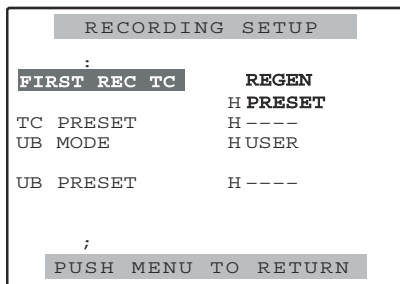 RECORDING SETUP
:
FIRST REC TC REGEN
H PRESET
TC PRESET H ----
UB MODE H USER
UB PRESET H ----
;
PUSH MENU TO RETURN